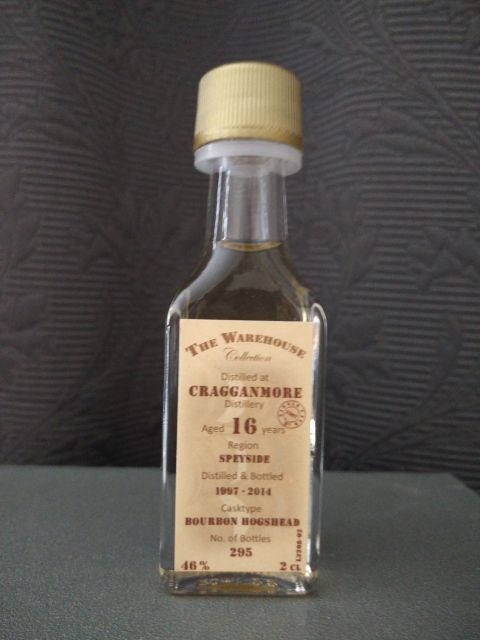 THE WAREHOUSE
Collection
Distilled at
CRAGGANMORE
Distillery
Aged 16 years
Region
SPEYSIDE
Distilled & Bottled
1997 - 2014
Casktype
BOURBON HOGSHEAD
No. of Bottles
295
46 % 2 CL